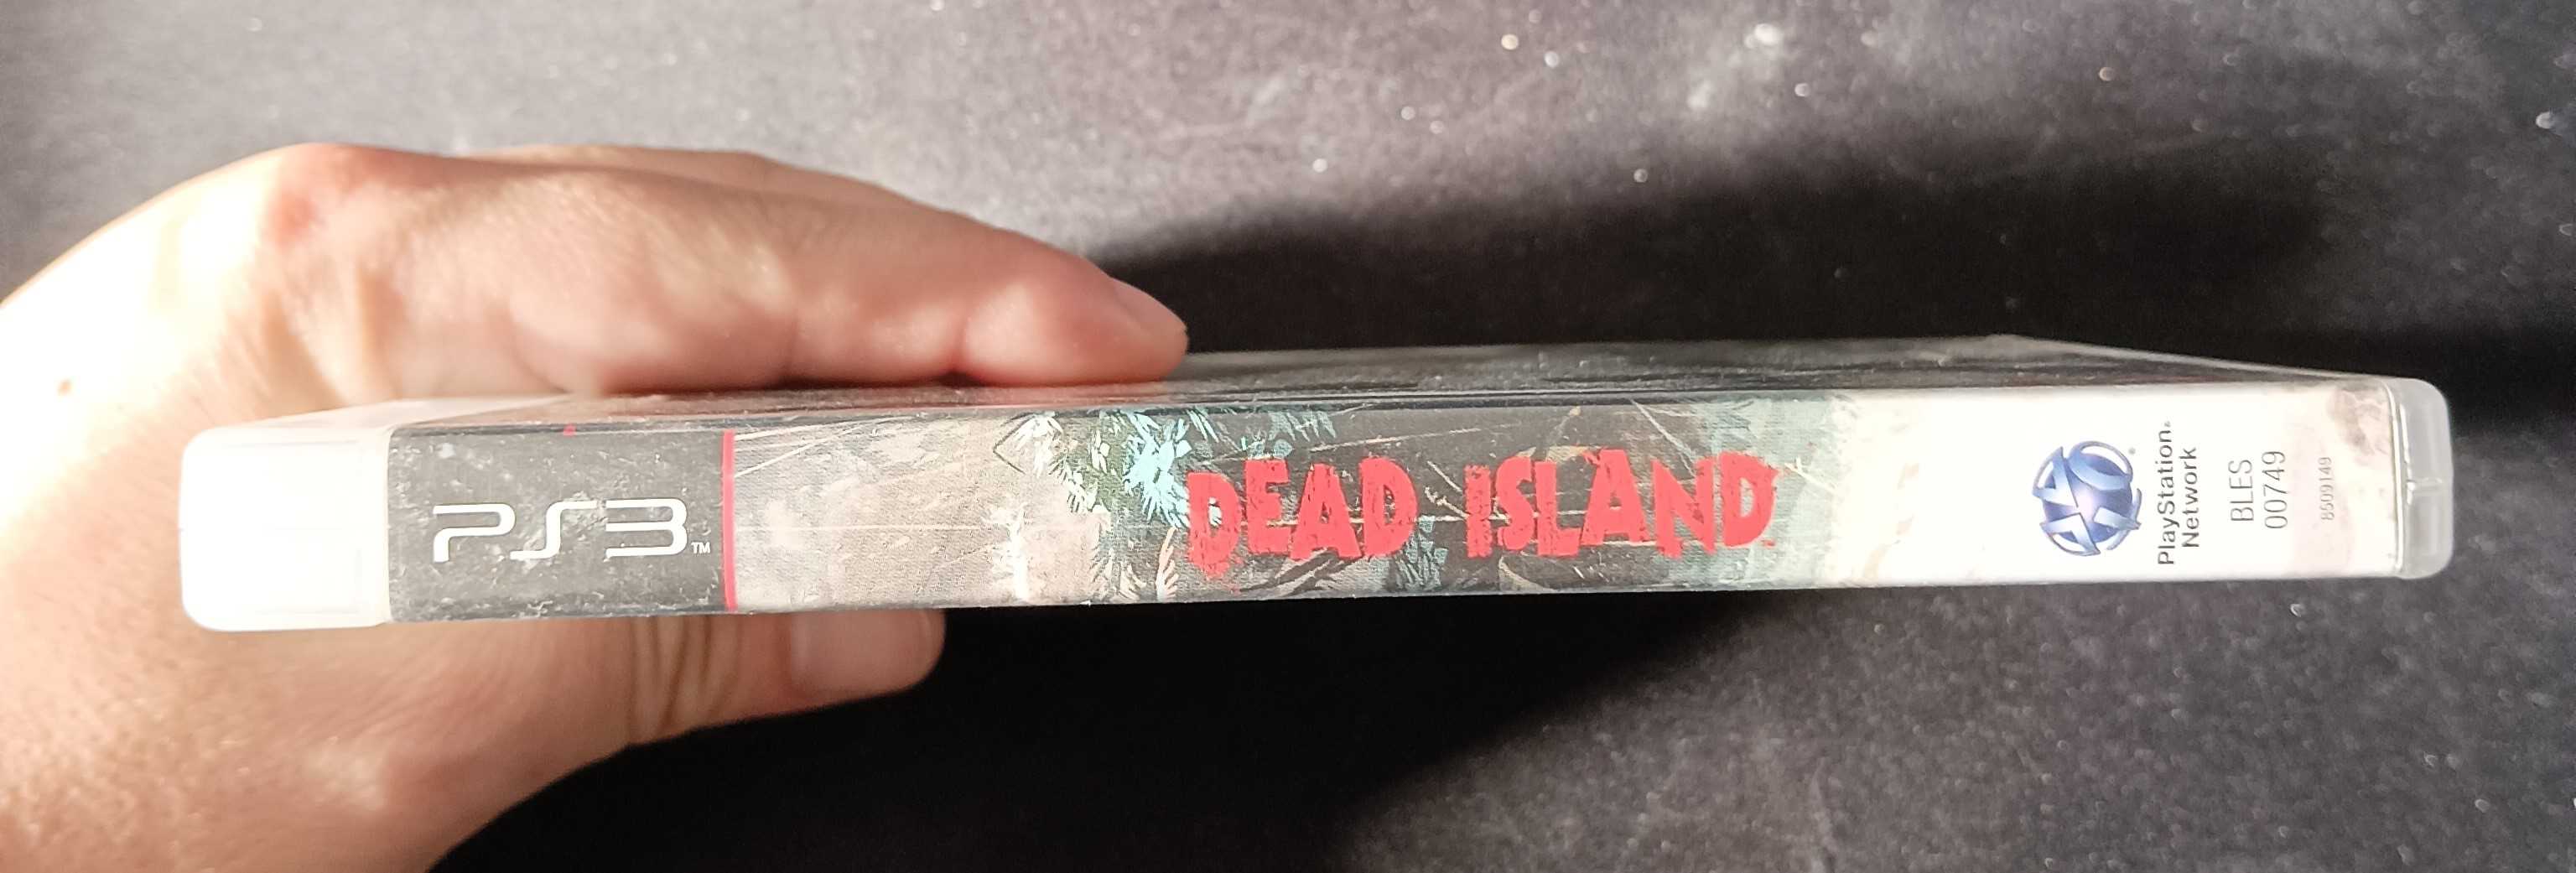 PS3™
DEAD ISLAND
PlayStation®
Network
BLES
00749
8509149